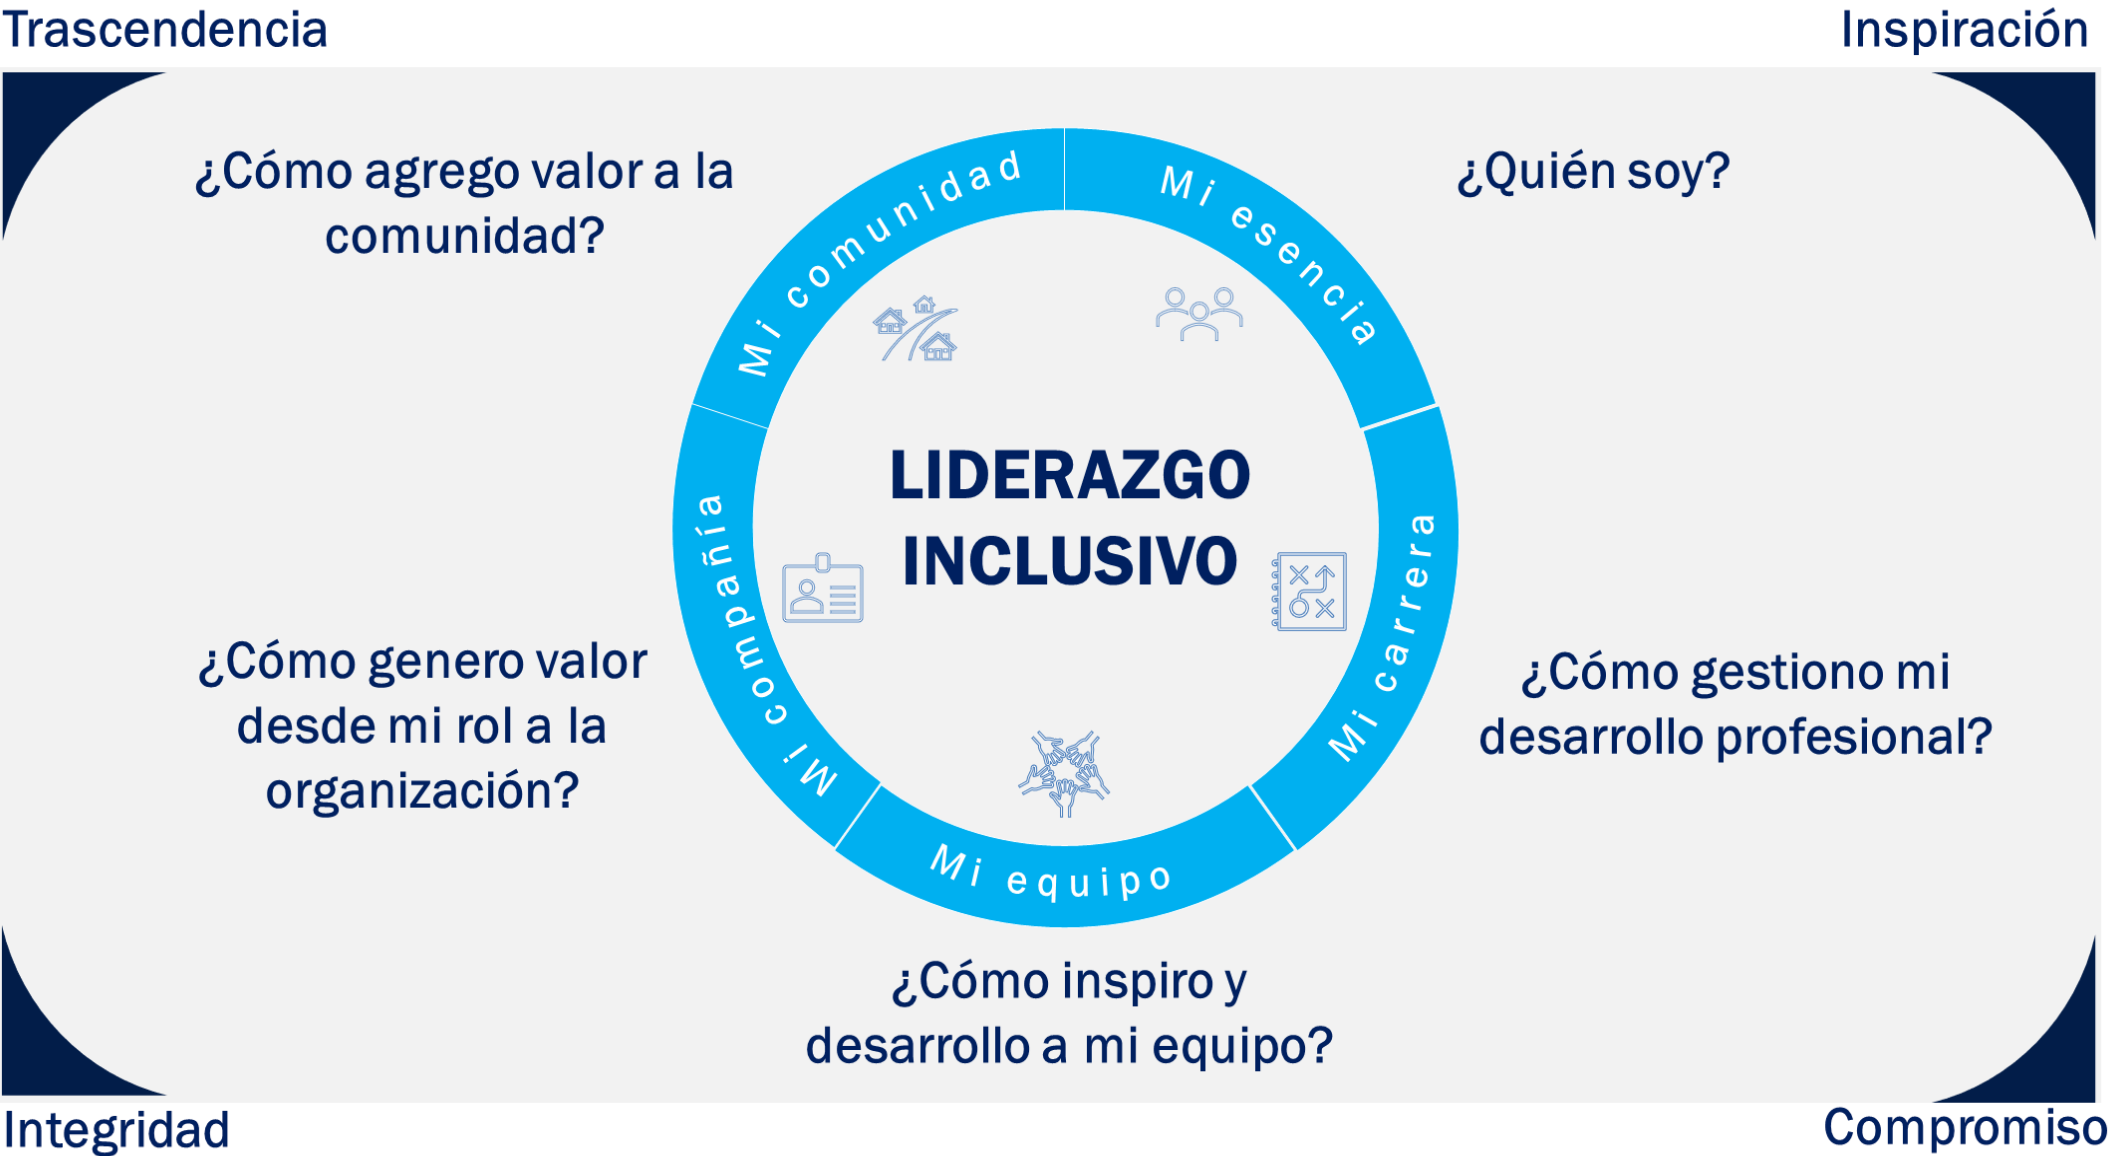 Trascendencia
Inspiración
¿Cómo agrego valor a la
comunidad?
¿Quién soy?
Mi comunidad
Mi esencia
LIDERAZGO
INCLUSIVO
Mi compañía
Mi carrera
¿Cómo genero valor
desde mi rol a la
organización?
¿Cómo gestiono mi
desarrollo profesional?
Mi equipo
¿Cómo inspiro y
desarrollo a mi equipo?
Integridad
Compromiso